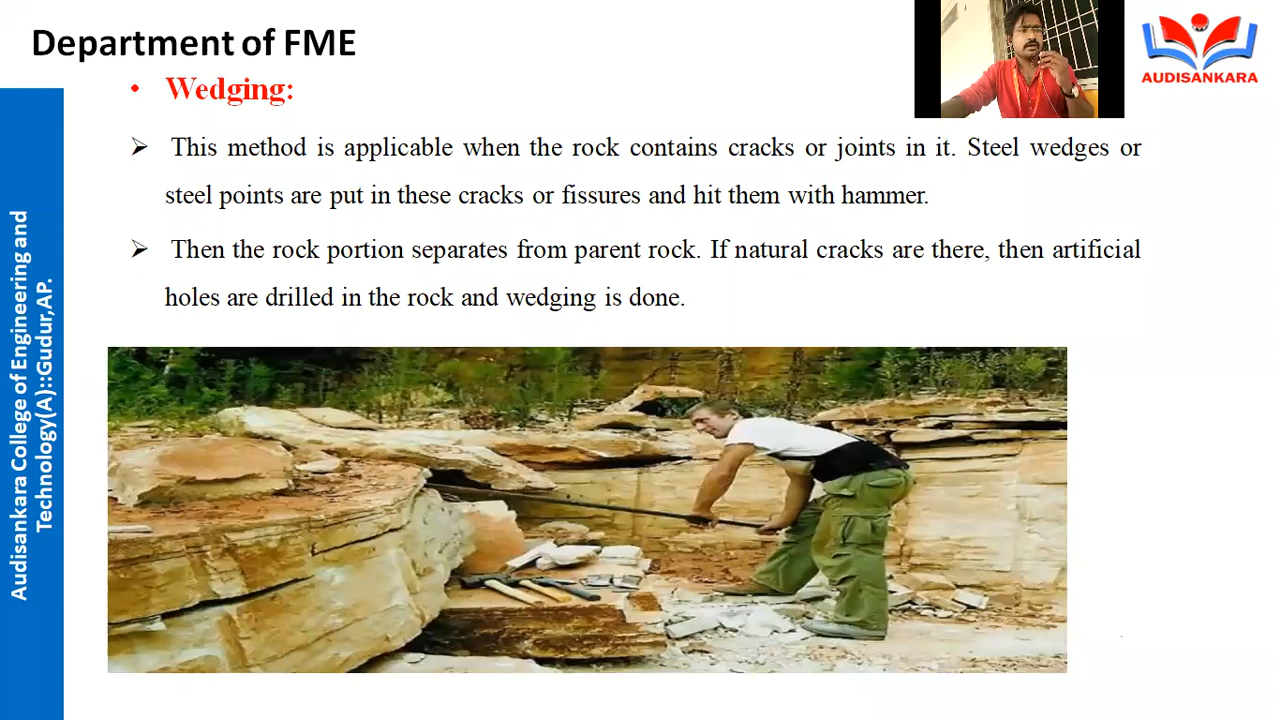 Department of FME
AUDISANKARA
• Wedging:
➢ This method is applicable when the rock contains cracks or joints in it. Steel wedges or
steel points are put in these cracks or fissures and hit them with hammer.
➢ Then the rock portion separates from parent rock. If natural cracks are there, then artificial
holes are drilled in the rock and wedging is done.
Audisankara College of Engineering and
Technology(A)::Gudur,AP.